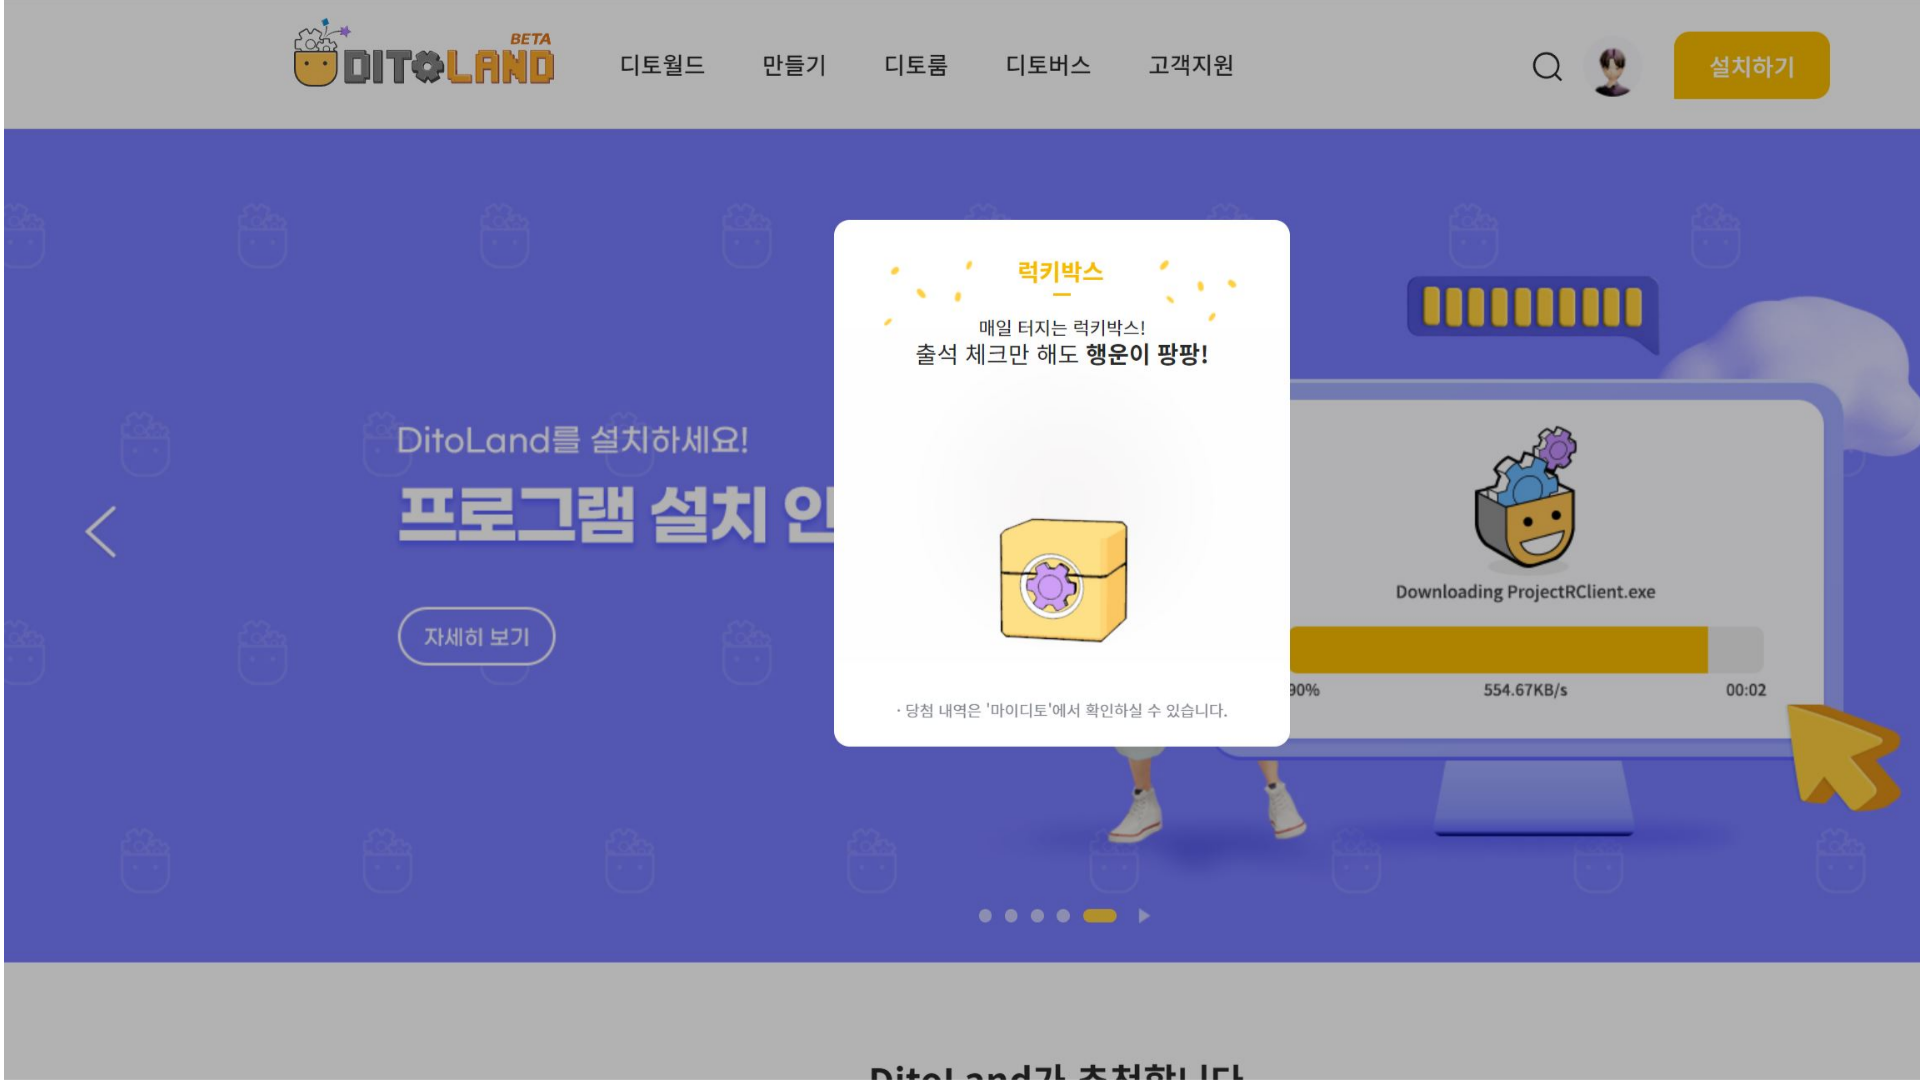 BETA
DITOLAND
디토월드
만들기
디토룸
디토버스
고객지원
설치하기
럭키박스
매일 터지는 럭키박스!
출석 체크만 해도 행운이 팡팡!
DitoLand를 설치하세요!
프로그램 설치
자세히 보기
Downloading ProjectRClient.exe
90%
554.67KB/s
00:02
· 당첨 내역은 '마이디토'에서 확인하실 수 있습니다.
DitoLand가 추천합니다